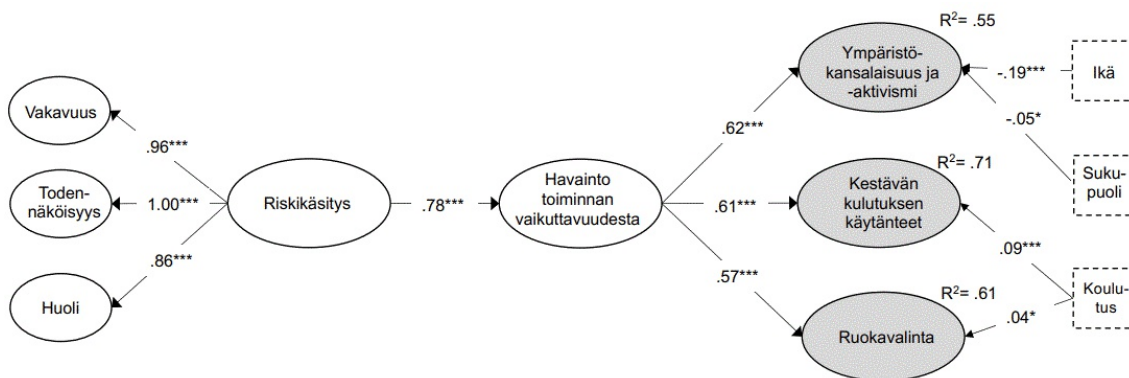 Vakavuus
Toden-
näköisyys
Huoli
.96***
1.00***
.86***
Riskikäsitys
.78***
Havainto
toiminnan
vaikuttavuudesta
.62***
.61***
.57***
R²= .55
Ympäristö-
kansalaisuus ja
-aktivismi
R²= .71
Kestävän
kulutuksen
käytänteet
R²= .61
Ruokavalinta
-.19***
-.05*
.09***
.04*
Ikä
Suku-
puoli
Koulu-
tus